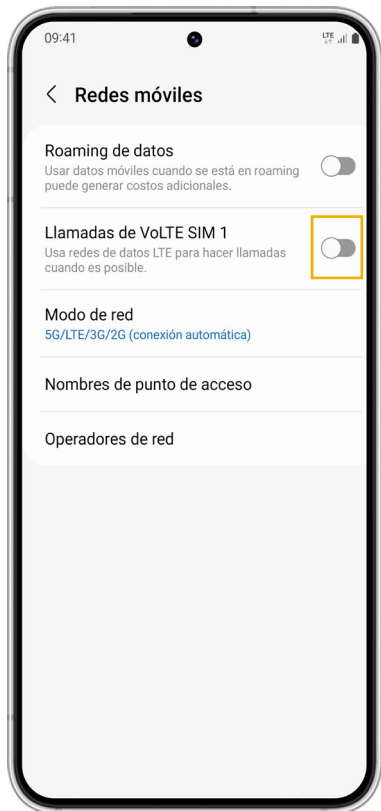 09:41
LTE
Redes móviles
Roaming de datos
Usar datos móviles cuando se está en roaming
puede generar costos adicionales.
Llamadas de VoLTE SIM 1
Usa redes de datos LTE para hacer llamadas
cuando es posible.
Modo de red
5G/LTE/3G/2G (conexión automática)
Nombres de punto de acceso
Operadores de red